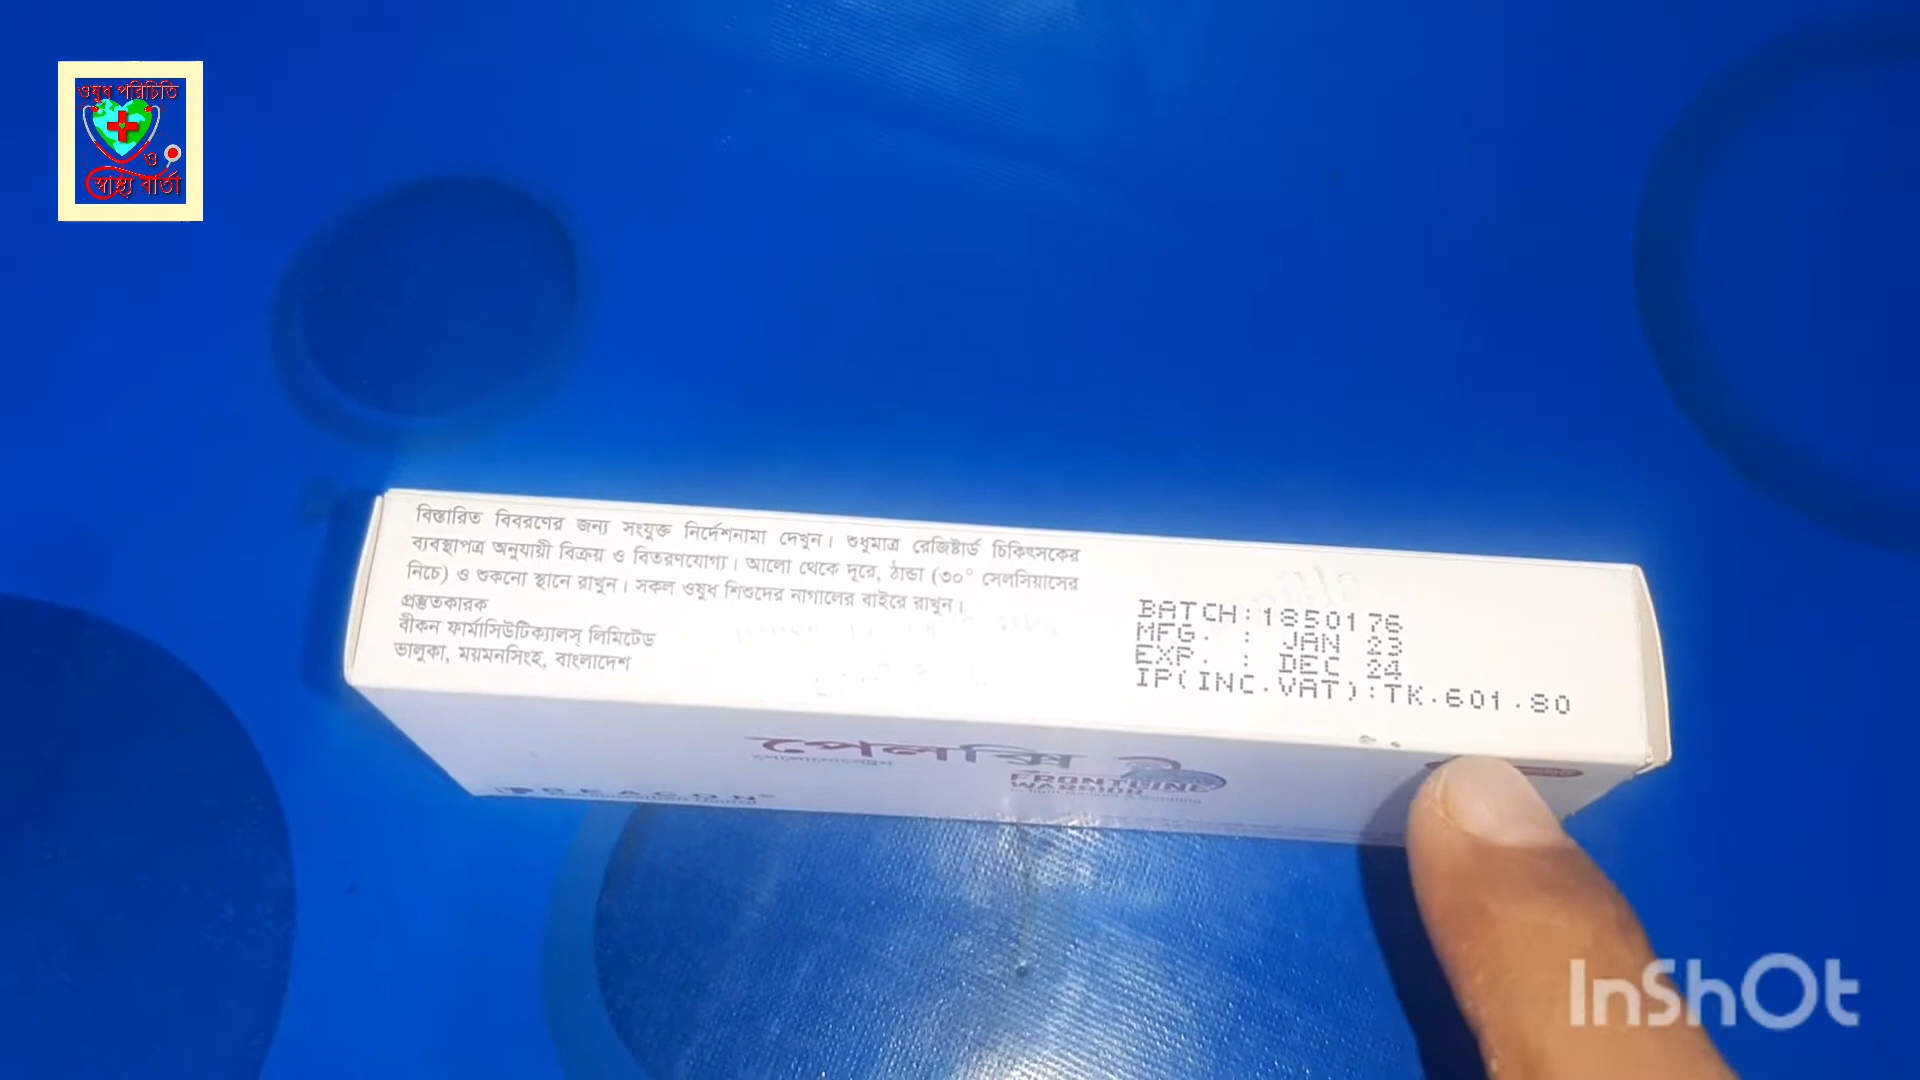 ওষুধ পরিচিতি
ও
স্বাস্থ্য বার্তা
বিস্তারিত বিবরণের জন্য সংযুক্ত নির্দেশনামা দেখুন। শুধুমাত্র রেজিষ্টার্ড চিকিৎসকের
ব্যবস্থাপত্র অনুযায়ী বিক্রয় ও বিতরণযোগ্য। আলো থেকে দূরে, ঠান্ডা (৩০° সেলসিয়াসের
নিচে) ও শুকনো স্থানে রাখুন। সকল ওষুধ শিশুদের নাগালের বাইরে রাখুন।
প্রস্তুতকারক
বীকন ফার্মাসিউটিক্যালস্ লিমিটেড
ভালুকা, ময়মনসিংহ, বাংলাদেশ
BATCH:1850176
MFG. : JAN 23
EXP. : DEC 24
IP(INC.VAT):TK.601.80
পেলক্সি
FRONTLINE
WARRIOR
BEACON
InShOt